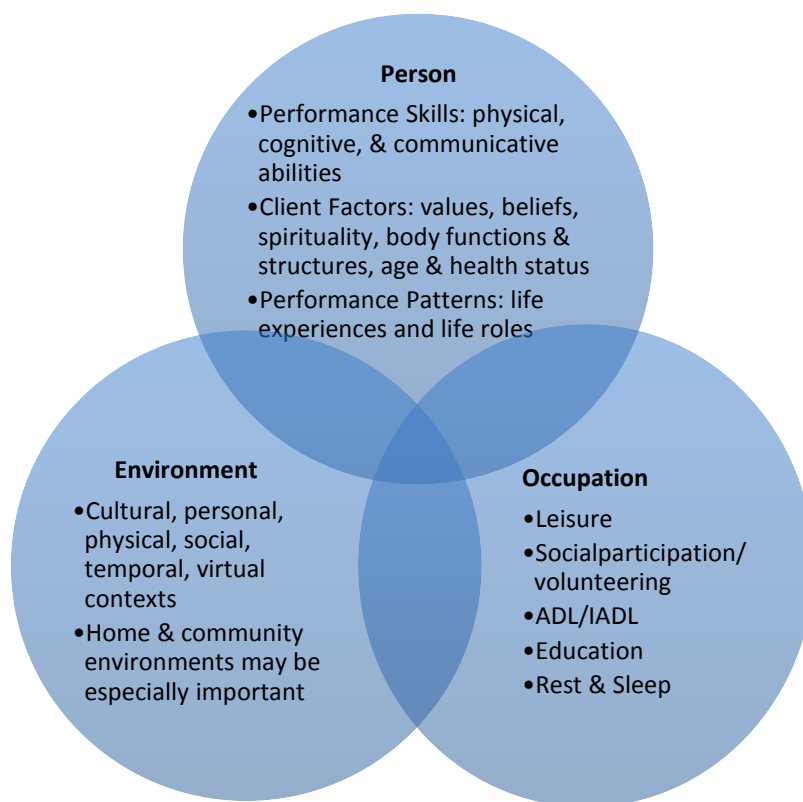 Person
•Performance Skills: physical,
cognitive, & communicative
abilities
•Client Factors: values, beliefs,
spirituality, body functions &
structures, age & health status
•Performance Patterns: life
experiences and life roles
Environment
•Cultural, personal,
physical, social,
temporal, virtual
contexts
•Home & community
environments may be
especially important
Occupation
•Leisure
•Socialparticipation/
volunteering
•ADL/IADL
•Education
•Rest & Sleep